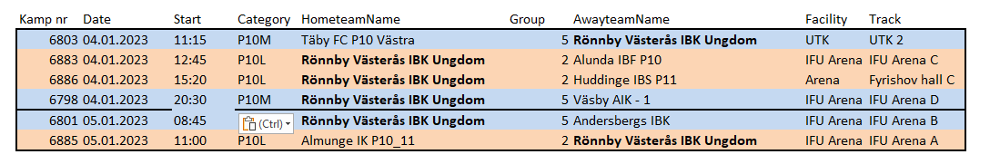 Kamp nr Date Start Category HometeamName Group AwayteamName Facility Track
6803 04.01.2023 11:15 P10M Täby FC P10 Västra 5 Rönnby Västerås IBK Ungdom UTK UTK 2
6883 04.01.2023 12:45 P10L Rönnby Västerås IBK Ungdom 2 Alunda IBF P10 IFU Arena IFU Arena C
6886 04.01.2023 15:20 P10L Rönnby Västerås IBK Ungdom 2 Huddinge IBS P11 Arena Fyrishov hall C
6798 04.01.2023 20:30 P10M Rönnby Västerås IBK Ungdom 5 Väsby AIK - 1 IFU Arena IFU Arena D
6801 05.01.2023 08:45 (Ctrl) Rönnby Västerås IBK Ungdom 5 Andersbergs IBK IFU Arena IFU Arena B
6885 05.01.2023 11:00 P10L Almunge IK P10_11 2 Rönnby Västerås IBK Ungdom IFU Arena IFU Arena A